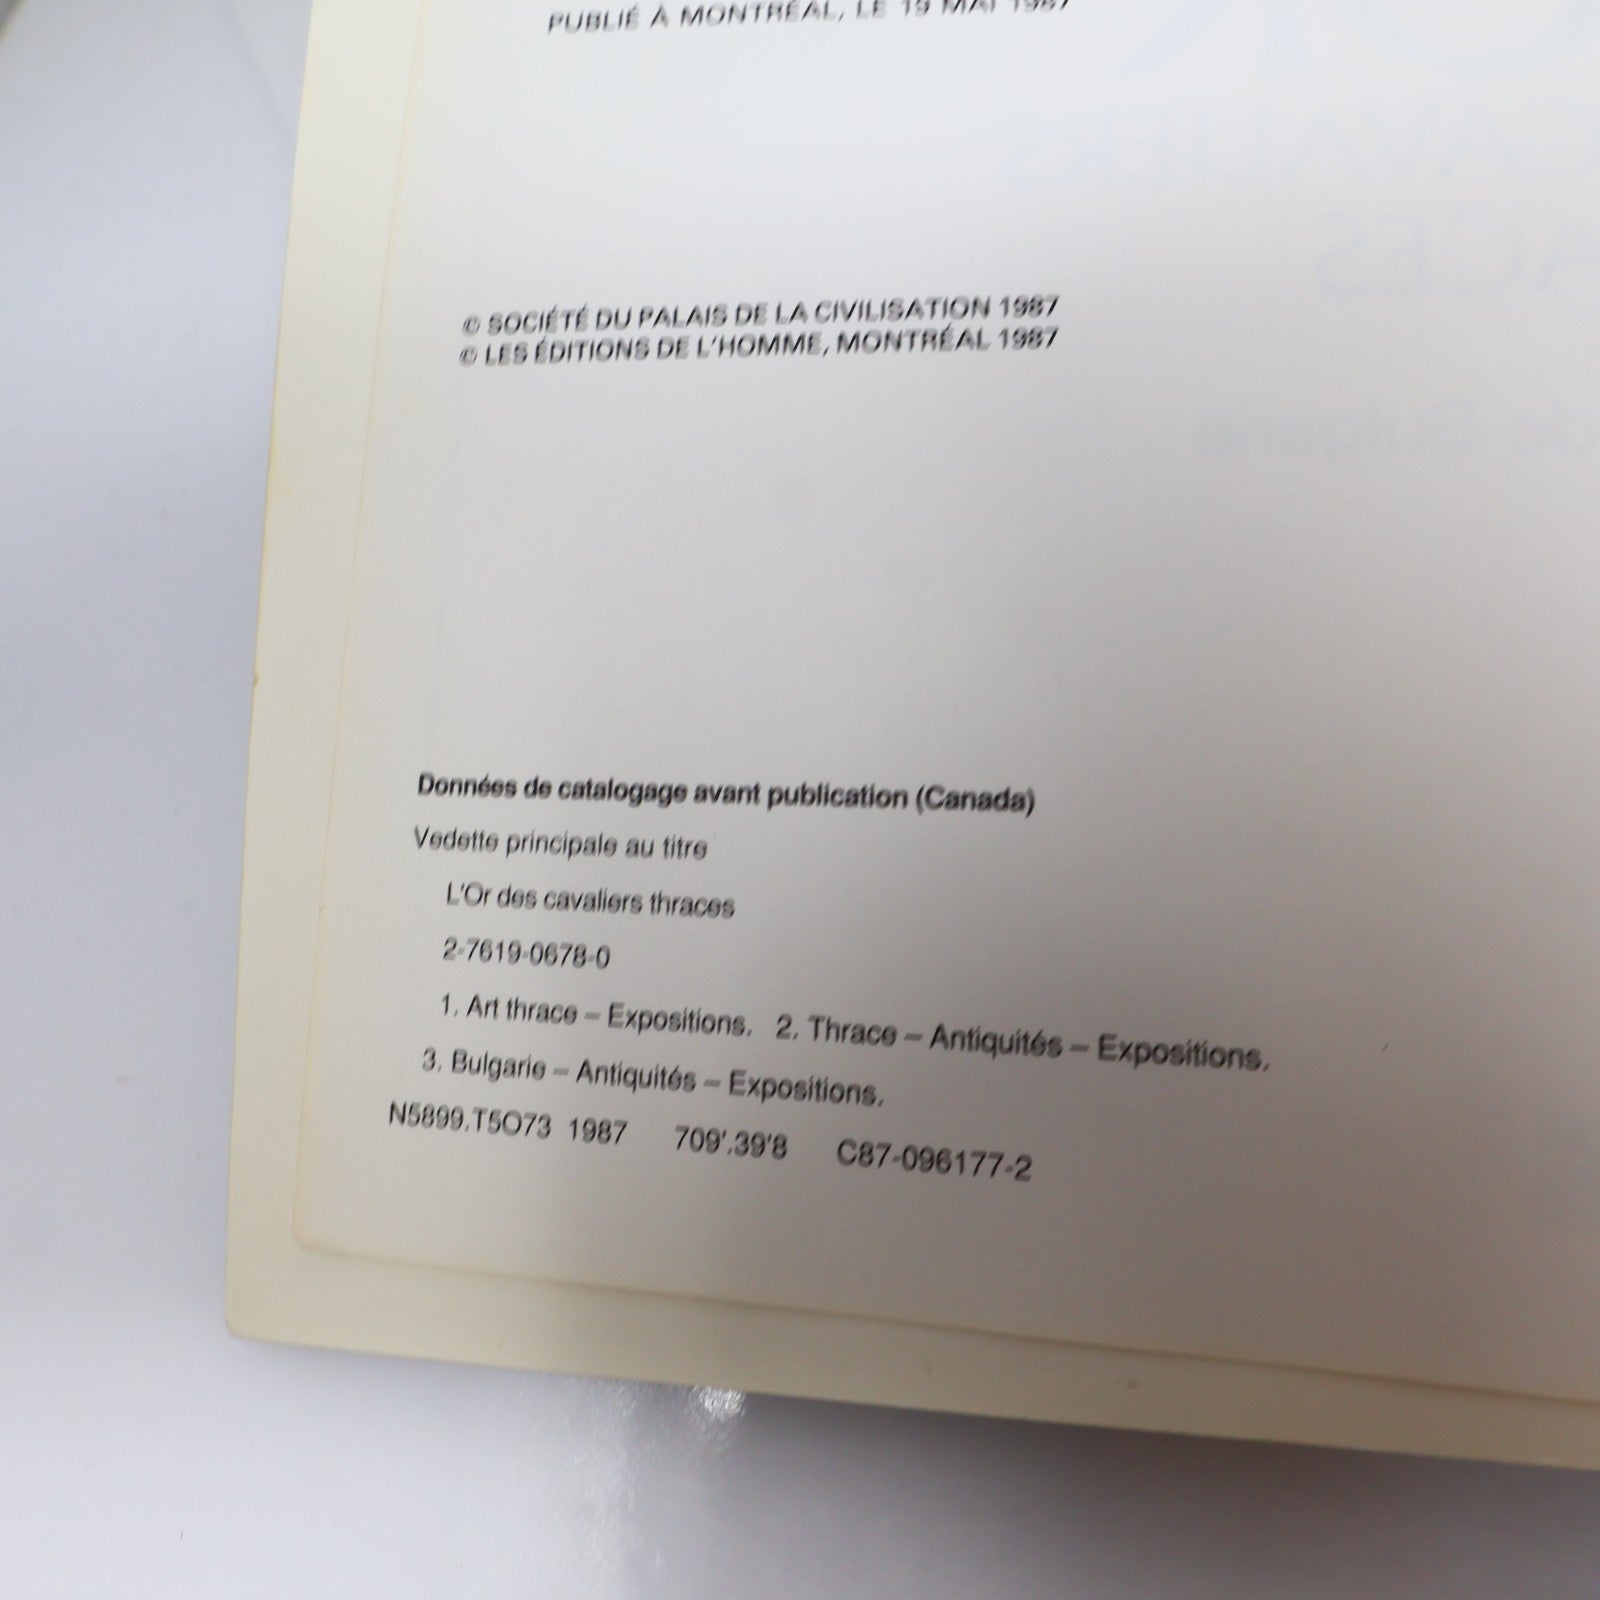 PUBLIÉ À MONTRÉAL, LE 19 MAI 1987
© SOCIÉTÉ DU PALAIS DE LA CIVILISATION 1987
© LES ÉDITIONS DE L'HOMME, MONTRÉAL 1987
Données de catalogage avant publication (Canada)
Vedette principale au titre
L'Or des cavaliers thraces
2-7619-0678-0
1. Art thrace – Expositions. 2. Thrace – Antiquités – Expositions.
3. Bulgarie – Antiquités – Expositions.
N5899.T5O73 1987 709'.39'8 C87-096177-2